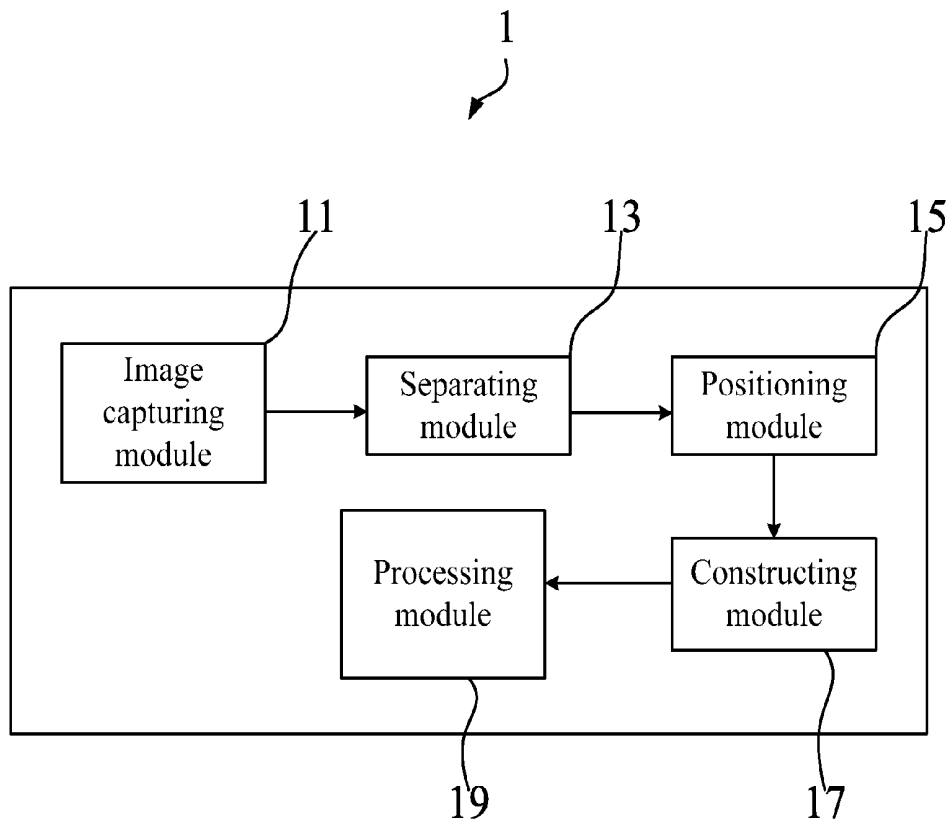 1
11
13
15
Image
capturing
module
Separating
module
Positioning
module
Processing
module
Constructing
module
19
17